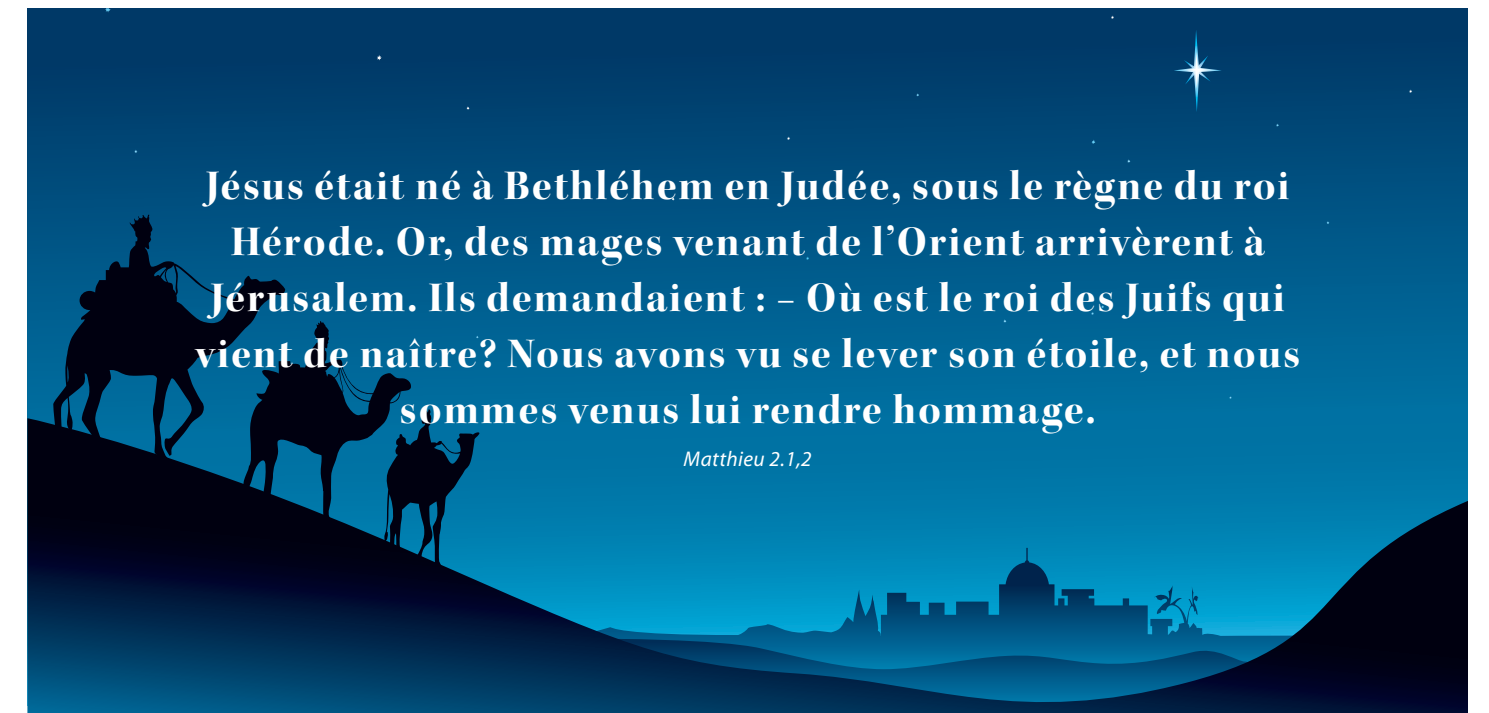 Jésus était né à Bethléhem en Judée, sous le règne du roi
Hérode. Or, des mages venant de l’Orient arrivèrent à
Jérusalem. Ils demandaient : – Où est le roi des Juifs qui
vient de naître? Nous avons vu se lever son étoile, et nous
sommes venus lui rendre hommage.
Matthieu 2.1,2